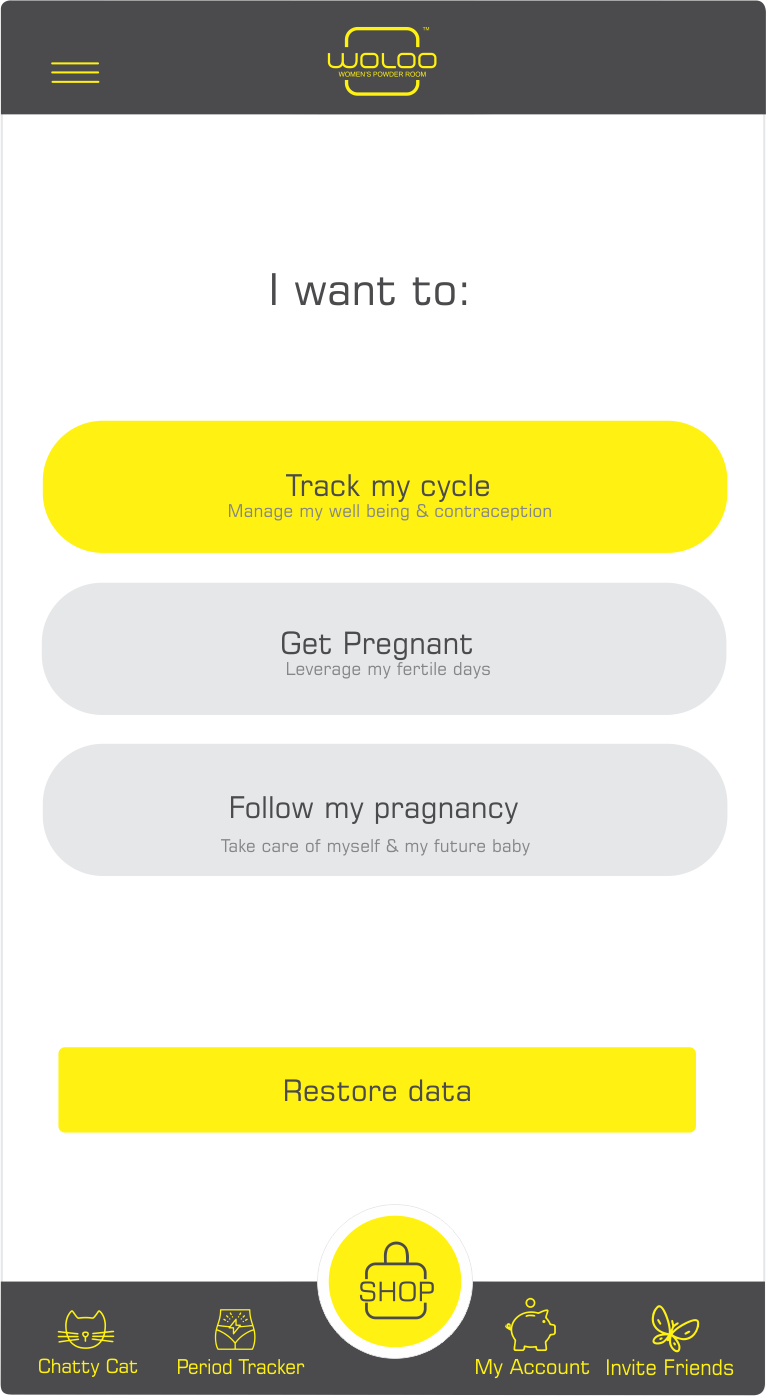 WOLOO
TM
WOMEN'S POWDER ROOM
I want to:
Track my cycle
Manage my well being & contraception
Get Pregnant
Leverage my fertile days
Follow my pragnancy
Take care of myself & my future baby
Restore data
SHOP
Chatty Cat
Period Tracker
My Account
Invite Friends